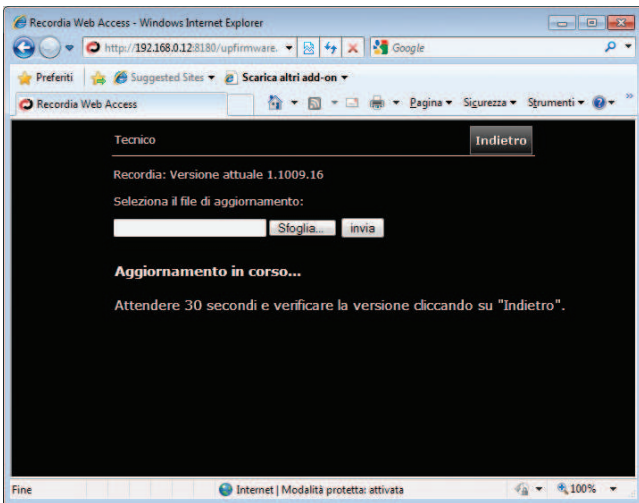 Recordia Web Access - Windows Internet Explorer
http://192.168.0.12:8180/upfirmware. Google
Preferiti Suggested Sites Scarica altri add-on
Recordia Web Access Pagina Sicurezza Strumenti »
Tecnico Indietro
Recordia: Versione attuale 1.1009.16
Seleziona il file di aggiornamento:
Sfoglia... invia
Aggiornamento in corso...
Attendere 30 secondi e verificare la versione cliccando su "Indietro".
Fine Internet | Modalità protetta: attivata 100%